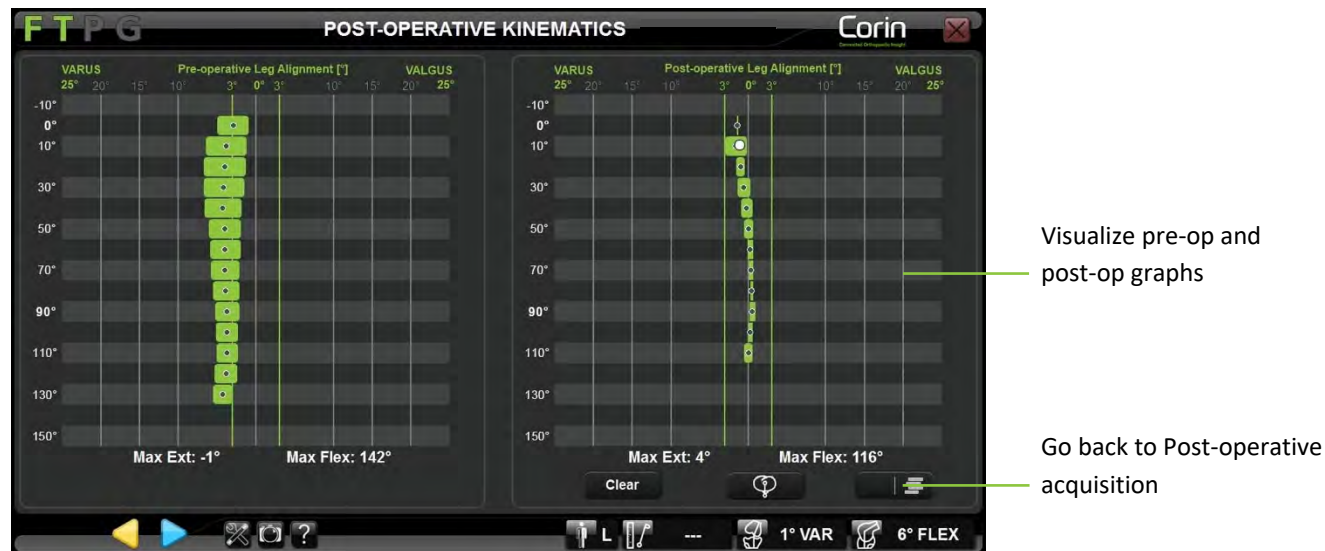 FTPG POST-OPERATIVE KINEMATICS Corin
Connected Orthopaedic Insight
VARUS Pre-operative Leg Alignment [°] VALGUS
25° 20° 15° 10° 3° 0° 3° 10° 15° 20° 25°
-10°
0°
10°
30°
50°
70°
90°
110°
130°
150°
Max Ext: -1° Max Flex: 142°
VARUS Post-operative Leg Alignment [°] VALGUS
25° 20° 15° 10° 3° 0° 3° 10° 15° 20° 25°
-10°
0°
10°
30°
50°
70°
90°
110°
130°
150°
Max Ext: 4° Max Flex: 116°
Clear
? L --- 1° VAR 6° FLEX
Visualize pre-op and
post-op graphs
Go back to Post-operative
acquisition